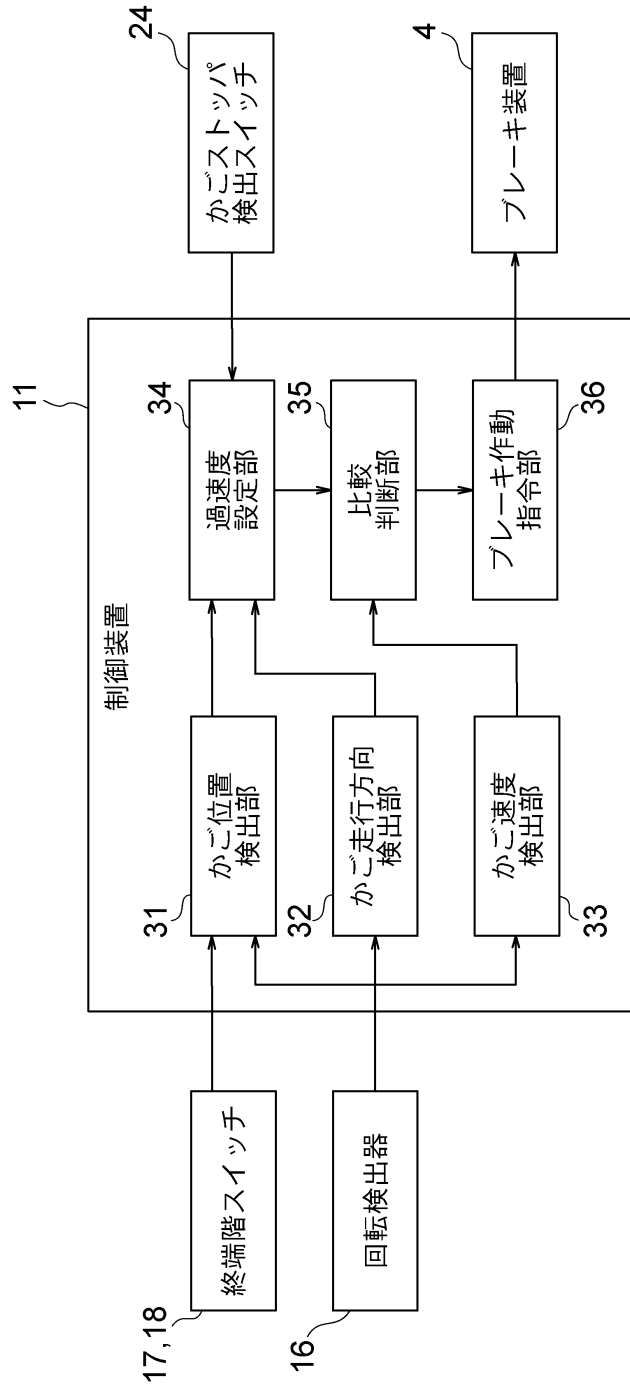 11
制御装置
17,18
終端階スイッチ
16
回転検出器
31
かご位置
検出部
32
かご走行方向
検出部
33
かご速度
検出部
34
過速度
設定部
35
比較
判断部
36
ブレーキ作動
指令部
24
かごストッパ
検出スイッチ
4
ブレーキ装置